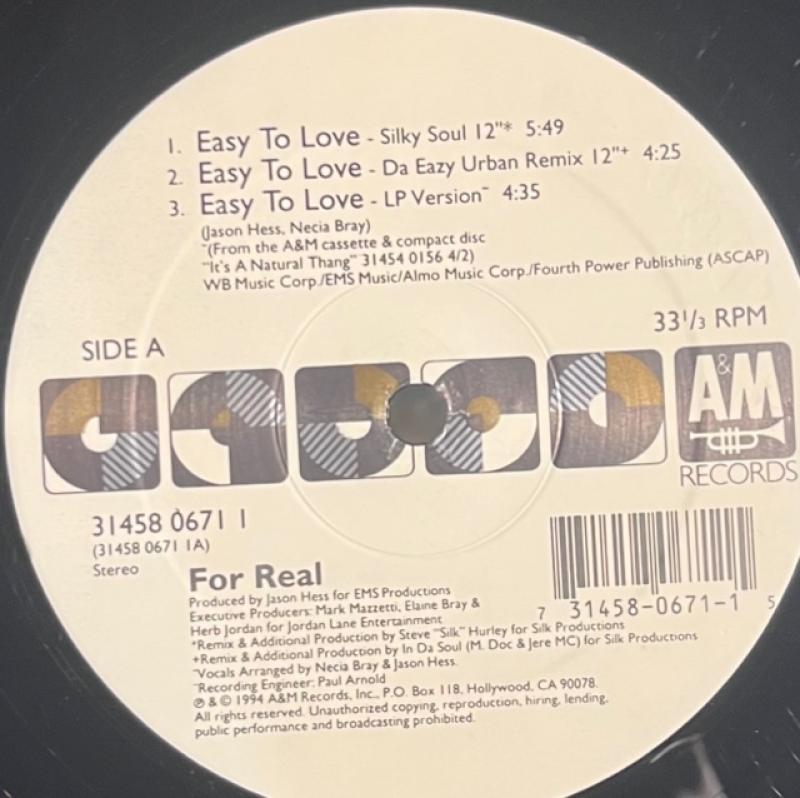 1. Easy To Love - Silky Soul 12"* 5:49
2. Easy To Love - Da Eazy Urban Remix 12"+ 4:25
3. Easy To Love - LP Version~ 4:35
(Jason Hess, Necia Bray)
~(From the A&M cassette & compact disc
"It's A Natural Thang" 31454 0156 4/2)
WB Music Corp./EMS Music/Almo Music Corp./Fourth Power Publishing (ASCAP)
SIDE A
33 1/3 RPM
A&M
RECORDS
31458 0671 1
(31458 0671 1A)
Stereo
For Real
Produced by Jason Hess for EMS Productions
Executive Producers: Mark Mazzetti, Elaine Bray &
Herb Jordan for Jordan Lane Entertainment
*Remix & Additional Production by Steve "Silk" Hurley for Silk Productions
+Remix & Additional Production by In Da Soul (M. Doc & Jere MC) for Silk Productions
~Vocals Arranged by Necia Bray & Jason Hess.
~Recording Engineer: Paul Arnold
℗ & © 1994 A&M Records, Inc., P.O. Box 118, Hollywood, CA 90078.
All rights reserved. Unauthorized copying, reproduction, hiring, lending,
public performance and broadcasting prohibited.
7 31458-0671-1 5